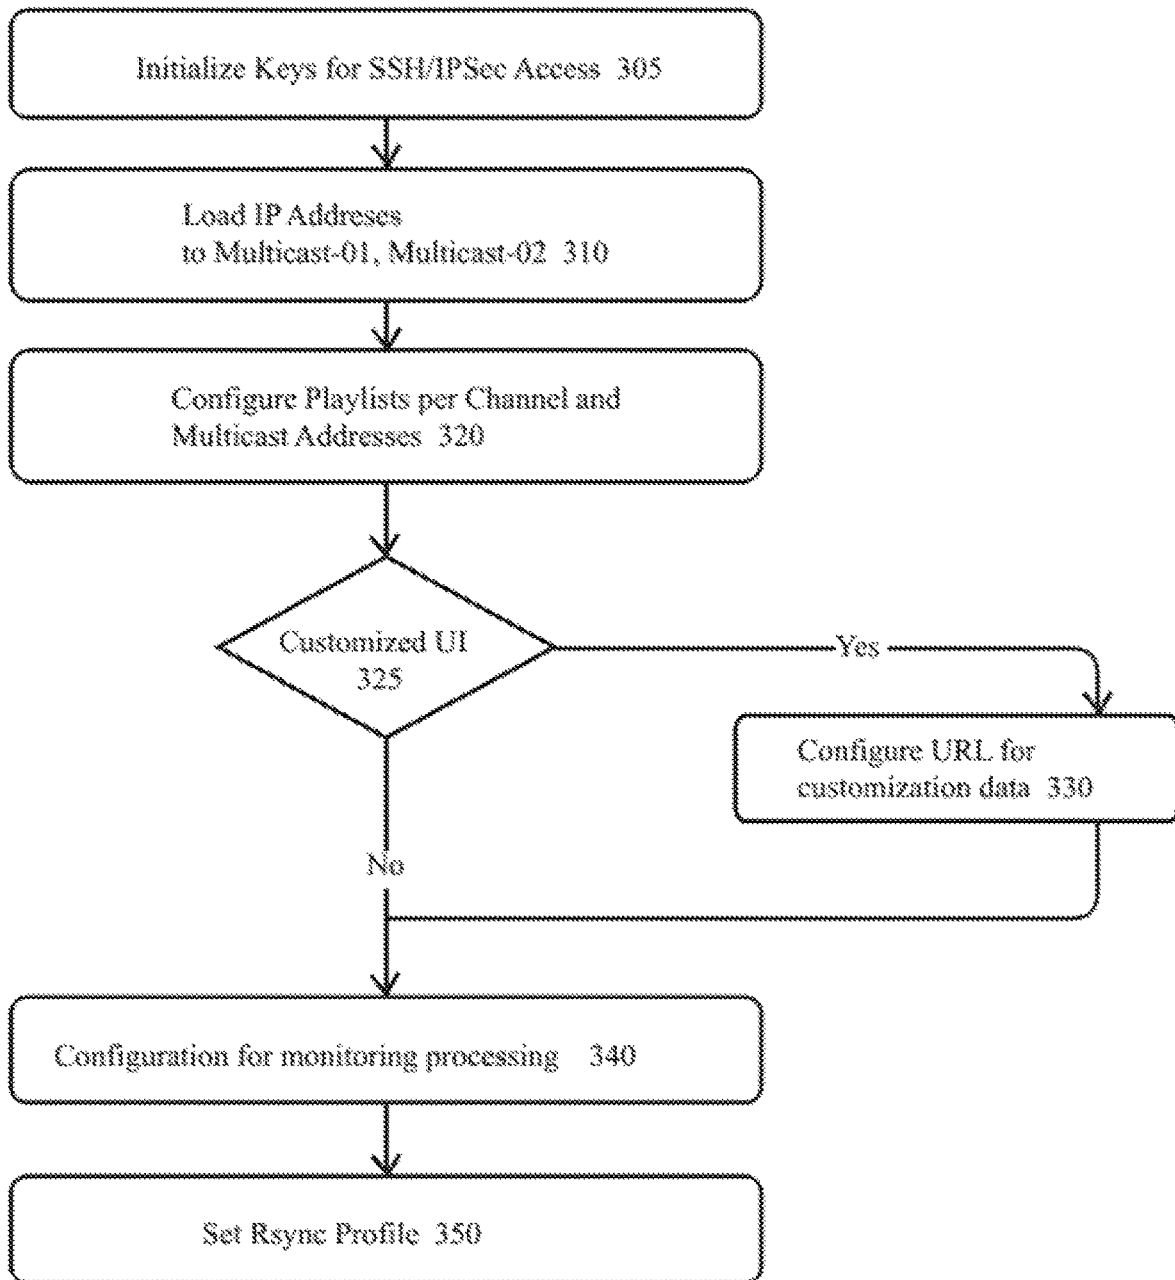 Initialize Keys for SSH/IPSec Access 305
Load IP Addreses
to Multicast-01, Multicast-02 310
Configure Playlists per Channel and
Multicast Addresses 320
Customized UI
325
Yes
Configure URL for
customization data 330
No
Configuration for monitoring processing 340
Set Rsync Profile 350